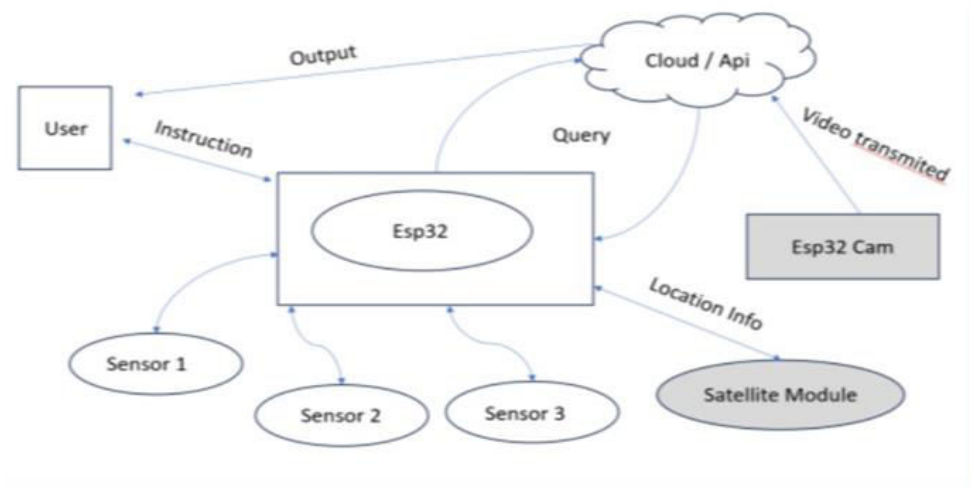 Output
Cloud / Api
User
Instruction
Query
Video transmited
Esp32
Esp32 Cam
Location Info
Sensor 1
Sensor 2
Sensor 3
Satellite Module